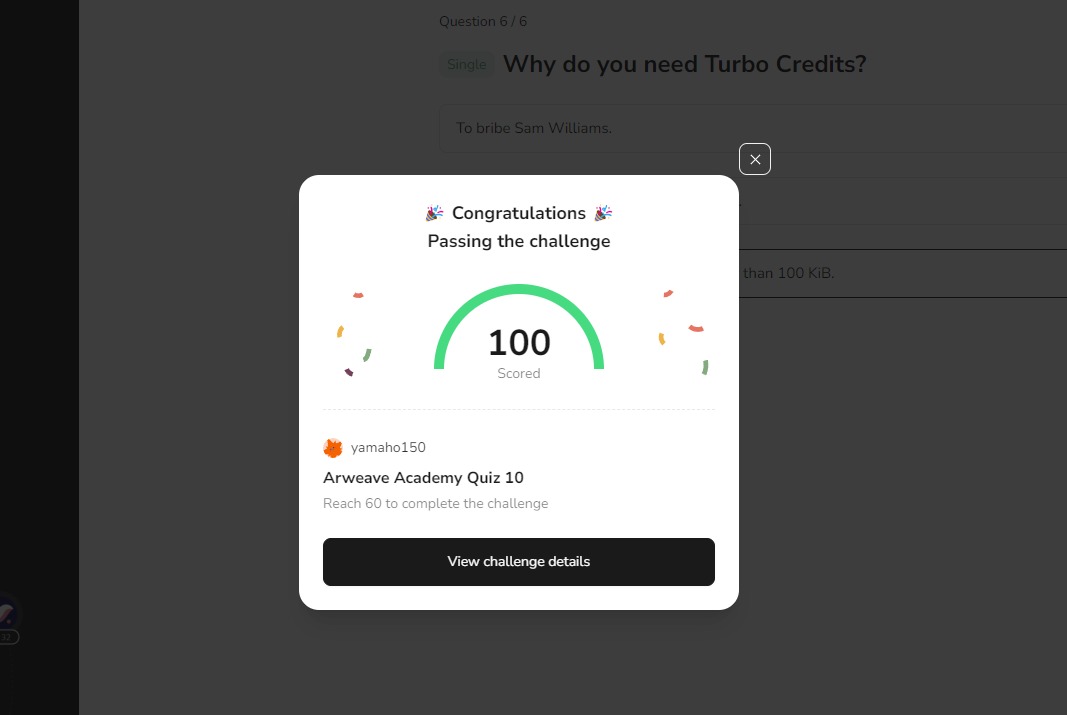 Question 6 / 6
Single Why do you need Turbo Credits?
To bribe Sam Williams.
than 100 KiB.
Congratulations
Passing the challenge
100
Scored
yamaho150
Arweave Academy Quiz 10
Reach 60 to complete the challenge
View challenge details
32